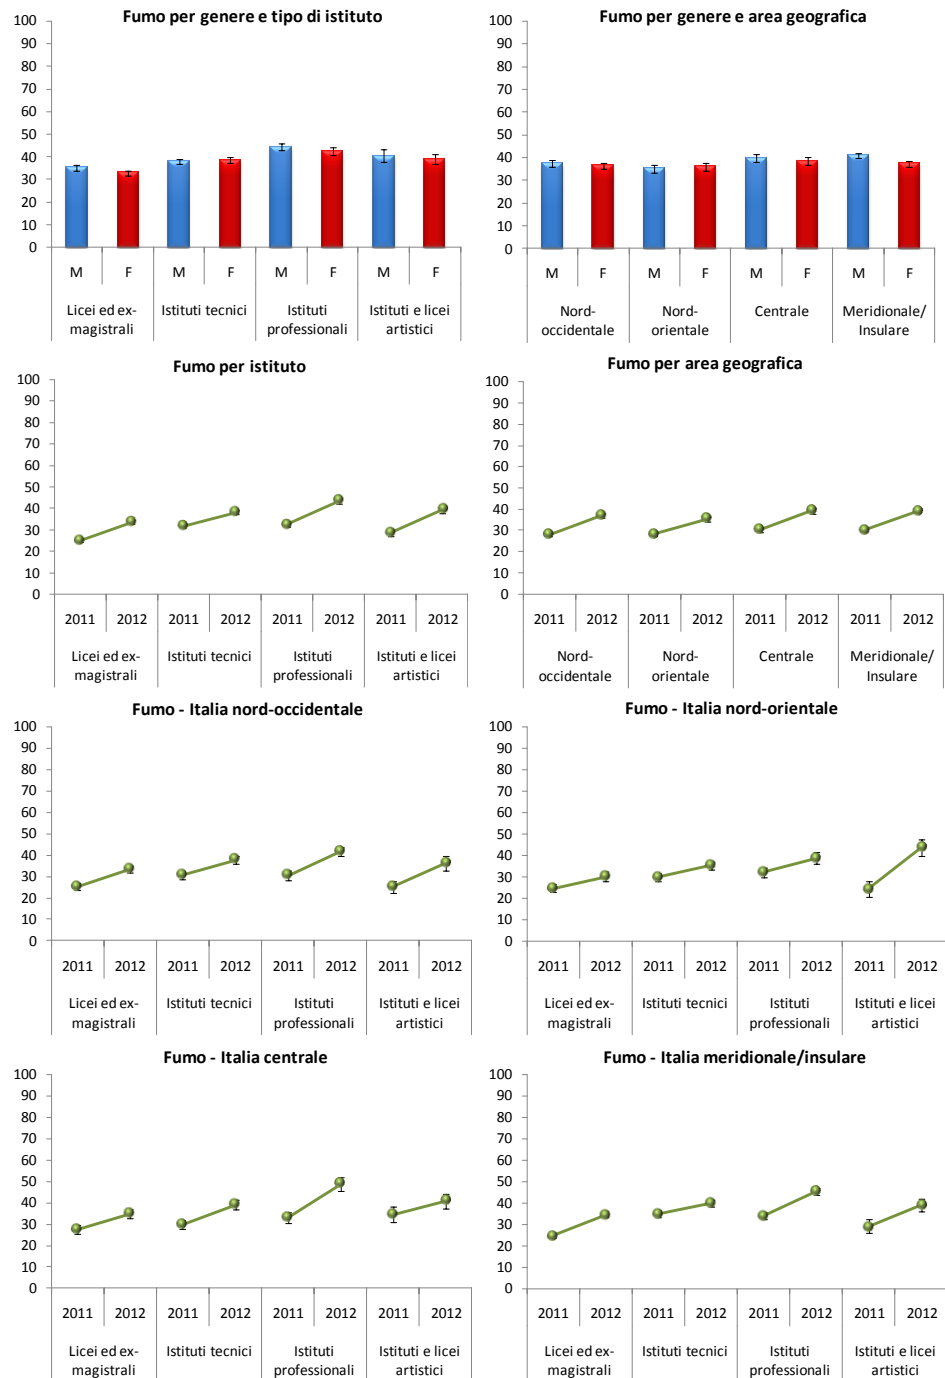 Fumo per genere e tipo di istituto
100
90
80
70
60
50
40
30
20
10
0
M F M F M F M F
Licei ed ex-magistrali
Istituti tecnici
Istituti professionali
Istituti e licei artistici
Fumo per genere e area geografica
100
90
80
70
60
50
40
30
20
10
0
M F M F M F M F
Nord-occidentale
Nord-orientale
Centrale
Meridionale/Insulare
Fumo per istituto
100
90
80
70
60
50
40
30
20
10
0
2011 2012 2011 2012 2011 2012 2011 2012
Licei ed ex-magistrali
Istituti tecnici
Istituti professionali
Istituti e licei artistici
Fumo per area geografica
100
90
80
70
60
50
40
30
20
10
0
2011 2012 2011 2012 2011 2012 2011 2012
Nord-occidentale
Nord-orientale
Centrale
Meridionale/Insulare
Fumo - Italia nord-occidentale
100
90
80
70
60
50
40
30
20
10
0
2011 2012 2011 2012 2011 2012 2011 2012
Licei ed ex-magistrali
Istituti tecnici
Istituti professionali
Istituti e licei artistici
Fumo - Italia nord-orientale
100
90
80
70
60
50
40
30
20
10
0
2011 2012 2011 2012 2011 2012 2011 2012
Licei ed ex-magistrali
Istituti tecnici
Istituti professionali
Istituti e licei artistici
Fumo - Italia centrale
100
90
80
70
60
50
40
30
20
10
0
2011 2012 2011 2012 2011 2012 2011 2012
Licei ed ex-magistrali
Istituti tecnici
Istituti professionali
Istituti e licei artistici
Fumo - Italia meridionale/insulare
100
90
80
70
60
50
40
30
20
10
0
2011 2012 2011 2012 2011 2012 2011 2012
Licei ed ex-magistrali
Istituti tecnici
Istituti professionali
Istituti e licei artistici